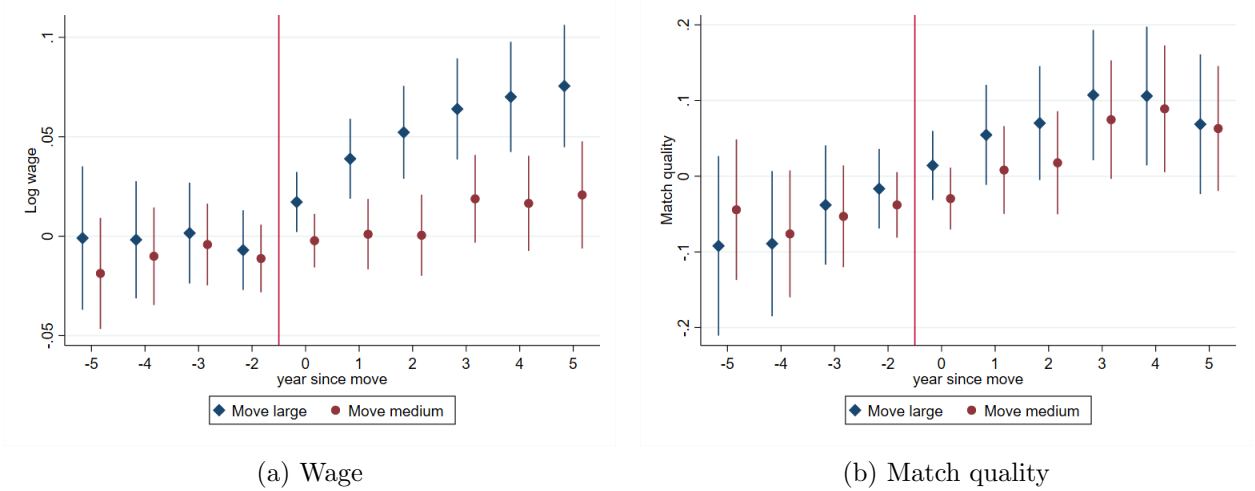 Log wage
.1
.05
0
-.05
-5 -4 -3 -2 0 1 2 3 4 5
year since move
Move large Move medium
(a) Wage
Match quality
.2
.1
0
-.1
-.2
-5 -4 -3 -2 0 1 2 3 4 5
year since move
Move large Move medium
(b) Match quality